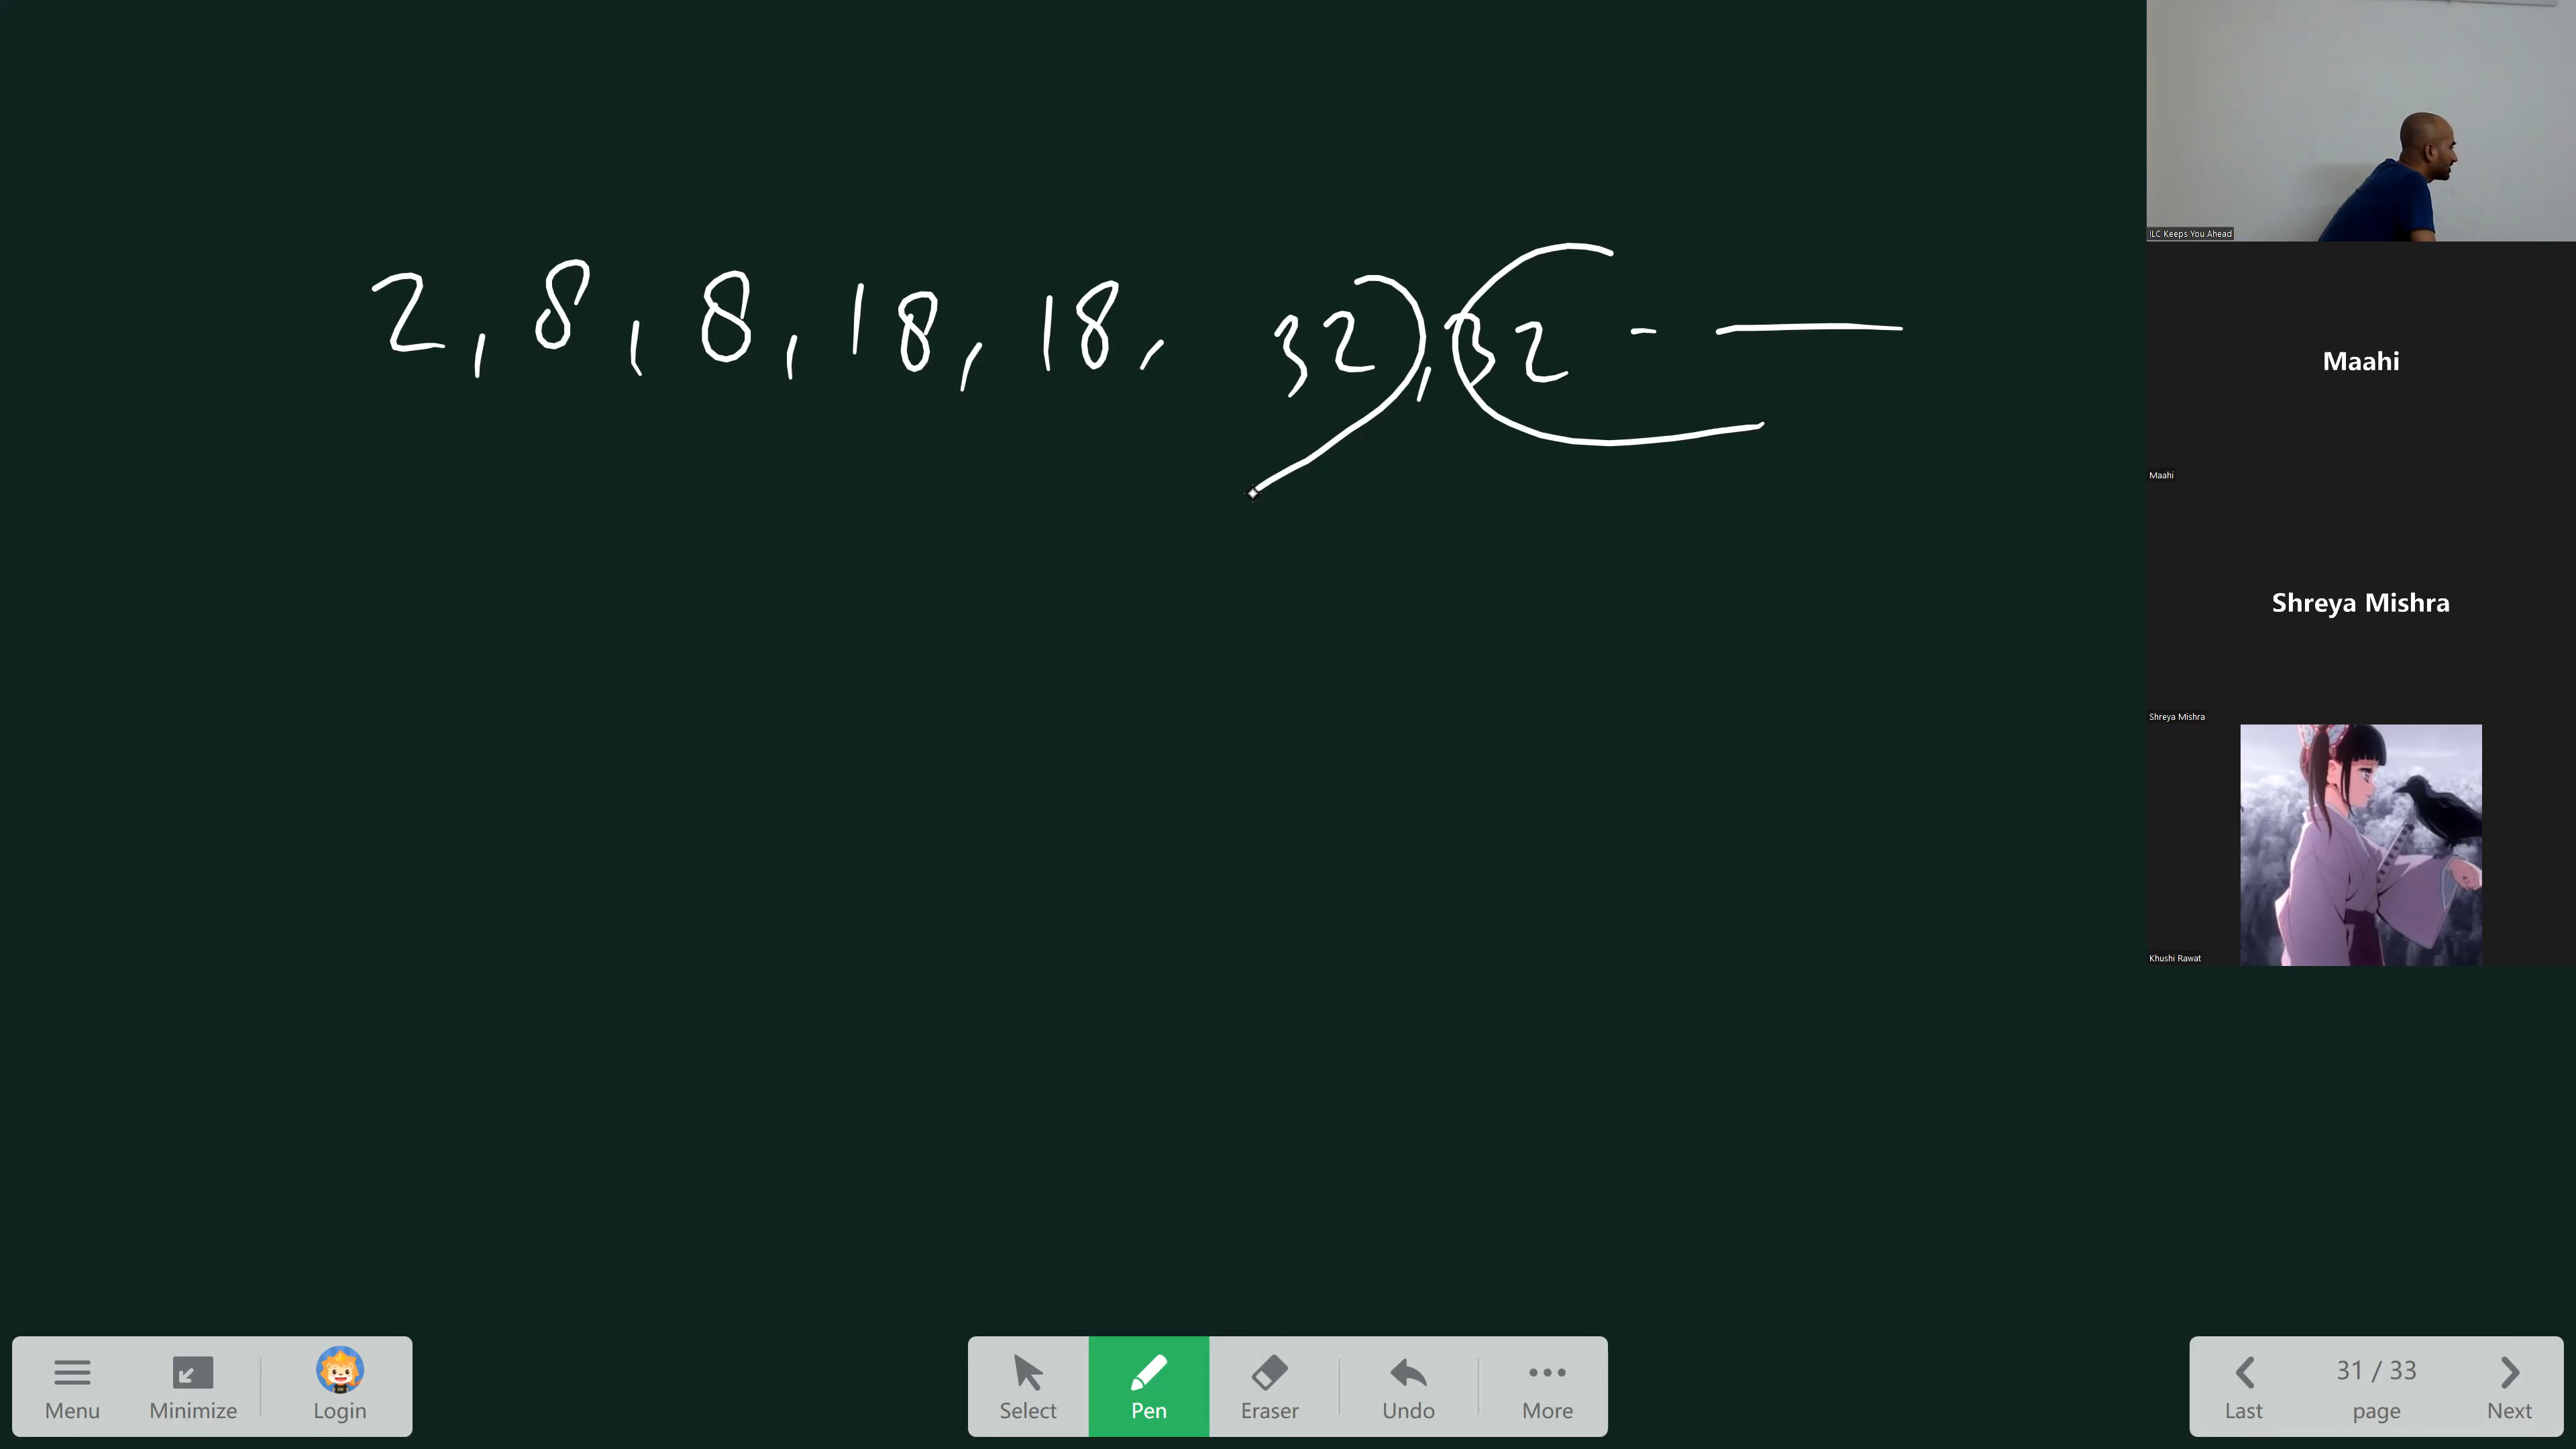 ILC Keeps You Ahead
2, 8, 8, 18, 18, 32, 32 - —
Maahi
Maahi
Shreya Mishra
Shreya Mishra
Khushi Rawat
Menu Minimize Login Select Pen Eraser Undo More Last 31 / 33 page Next